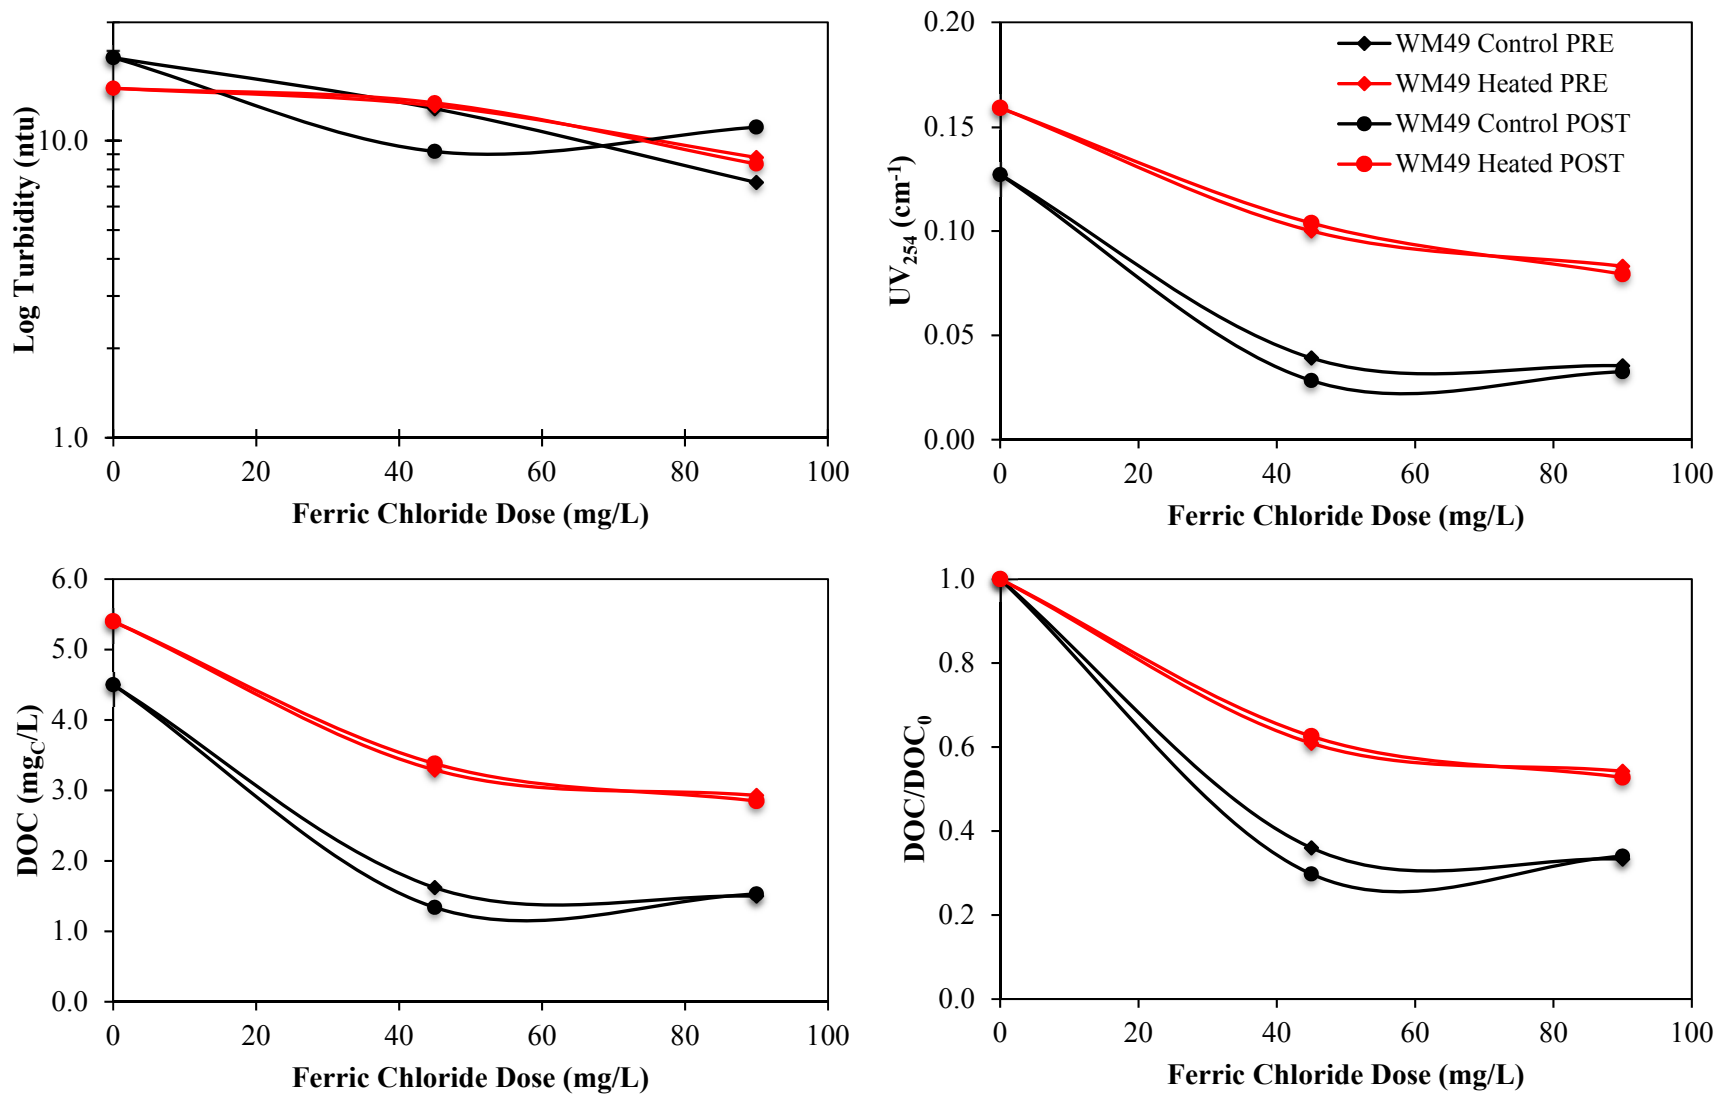 10.0
1.0
0 20 40 60 80 100
Log Turbidity (ntu)
Ferric Chloride Dose (mg/L)
WM49 Control PRE
WM49 Heated PRE
WM49 Control POST
WM49 Heated POST
0.20
0.15
0.10
0.05
0.00
0 20 40 60 80 100
UV254 (cm-1)
Ferric Chloride Dose (mg/L)
6.0
5.0
4.0
3.0
2.0
1.0
0.0
0 20 40 60 80 100
DOC (mgC/L)
Ferric Chloride Dose (mg/L)
1.0
0.8
0.6
0.4
0.2
0.0
0 20 40 60 80 100
DOC/DOC0
Ferric Chloride Dose (mg/L)